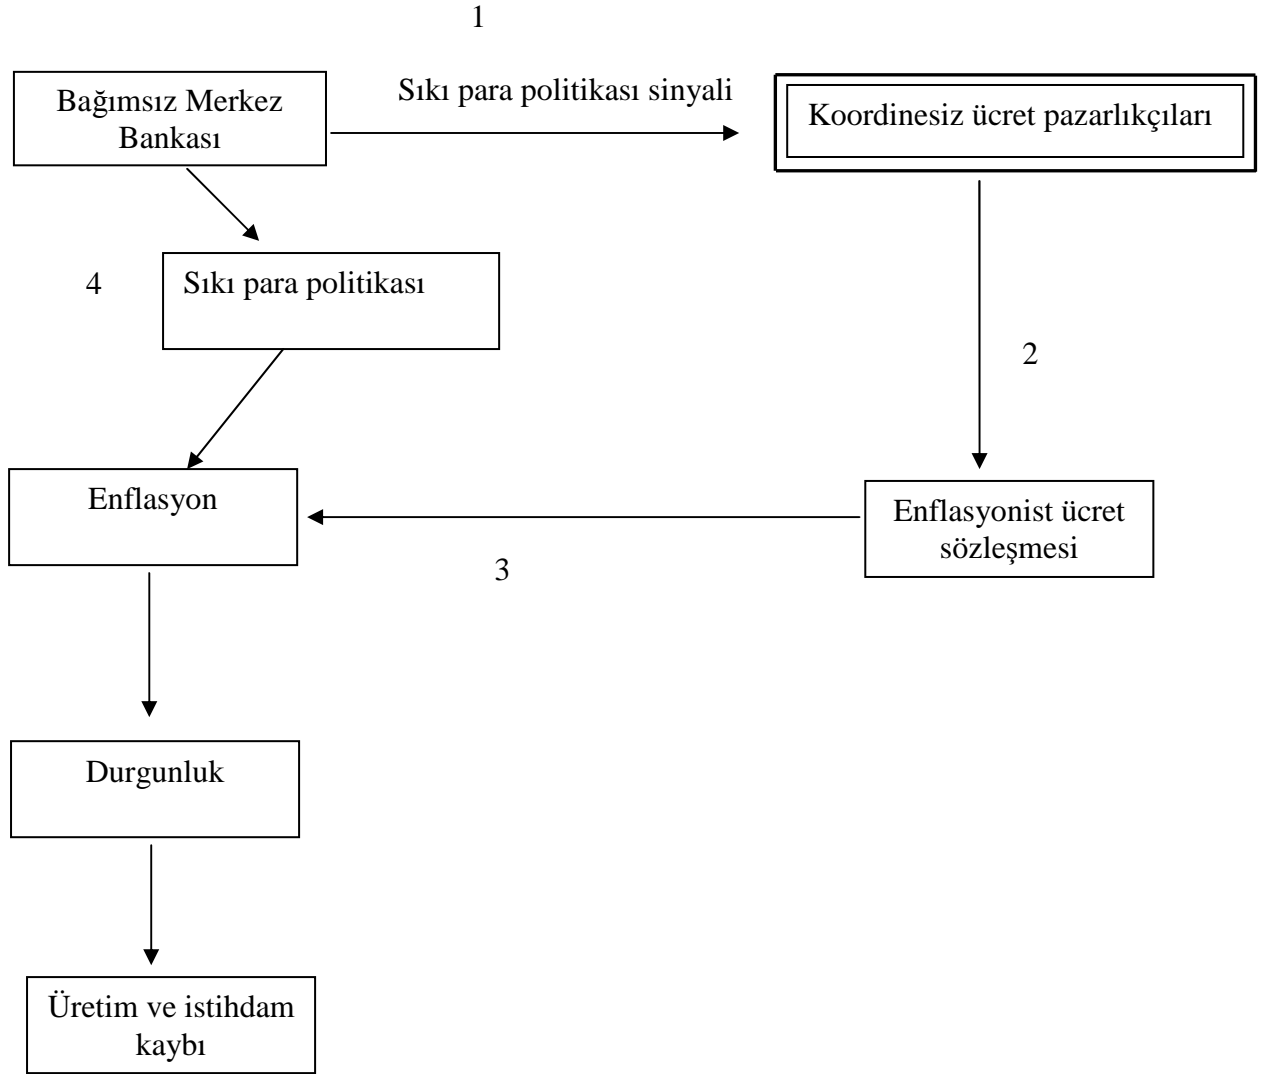 1
Bağımsız Merkez
Bankası
Sıkı para politikası sinyali
Koordinesiz ücret pazarlıkçıları
4
Sıkı para politikası
2
Enflasyon
Enflasyonist ücret
sözleşmesi
3
Durgunluk
Üretim ve istihdam
kaybı